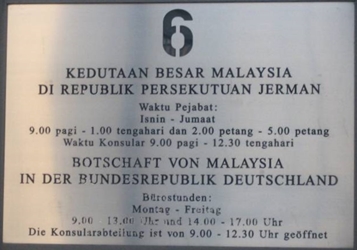 6
KEDUTAAN BESAR MALAYSIA
DI REPUBLIK PERSEKUTUAN JERMAN
Waktu Pejabat:
Isnin - Jumaat
9.00 pagi - 1.00 tengahari dan 2.00 petang - 5.00 petang
Waktu Konsular 9.00 pagi - 12.30 tengahari
BOTSCHAFT VON MALAYSIA
IN DER BUNDESREPUBLIK DEUTSCHLAND
Bürostunden:
Montag - Freitag
9.00 - 13.00 Uhr und 14.00 - 17.00 Uhr
Die Konsularabteilung ist von 9.00 - 12.30 Uhr geöffnet